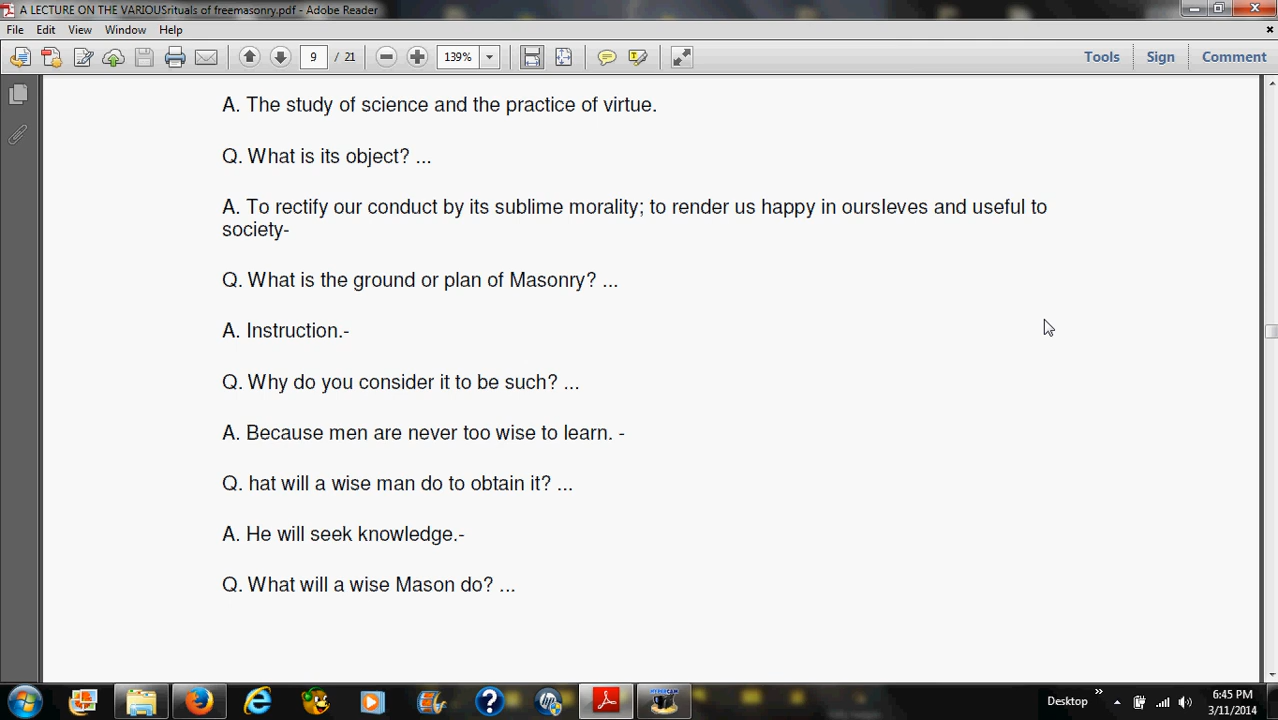 A LECTURE ON THE VARIOUSrituals of freemasonry.pdf - Adobe Reader
File Edit View Window Help
9 / 21 139% Tools Sign Comment
A. The study of science and the practice of virtue.
Q. What is its object? ...
A. To rectify our conduct by its sublime morality; to render us happy in oursleves and useful to
society-
Q. What is the ground or plan of Masonry? ...
A. Instruction.-
Q. Why do you consider it to be such? ...
A. Because men are never too wise to learn. -
Q. hat will a wise man do to obtain it? ...
A. He will seek knowledge.-
Q. What will a wise Mason do? ...
Desktop
6:45 PM
3/11/2014